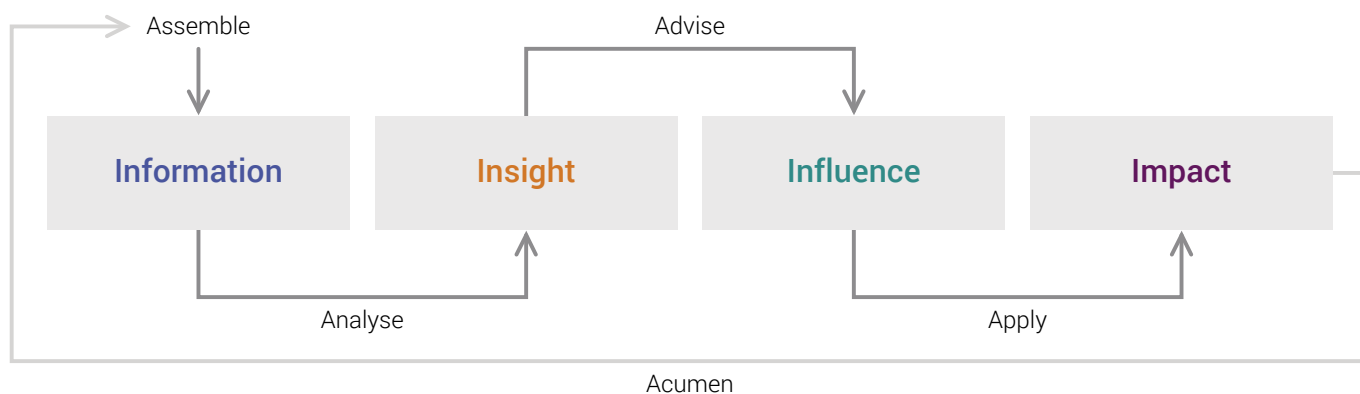 Assemble
Advise
Information
Insight
Influence
Impact
Analyse
Apply
Acumen